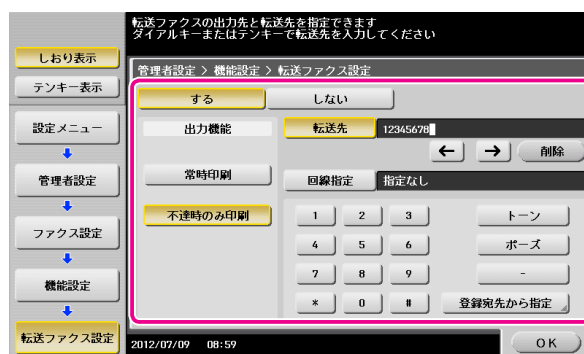 転送ファクスの出力先と転送先を指定できます
ダイアルキーまたはテンキーで転送先を入力してください
しおり表示
テンキー表示
設定メニュー
管理者設定
ファクス設定
機能設定
転送ファクス設定
管理者設定 > 機能設定 > 転送ファクス設定
する しない
出力機能 転送先 12345678
← → 削除
常時印刷 回線指定 指定なし
不達時のみ印刷
1 2 3 トーン
4 5 6 ポーズ
7 8 9 -
* 0 # 登録宛先から指定
2012/07/09 08:59 OK